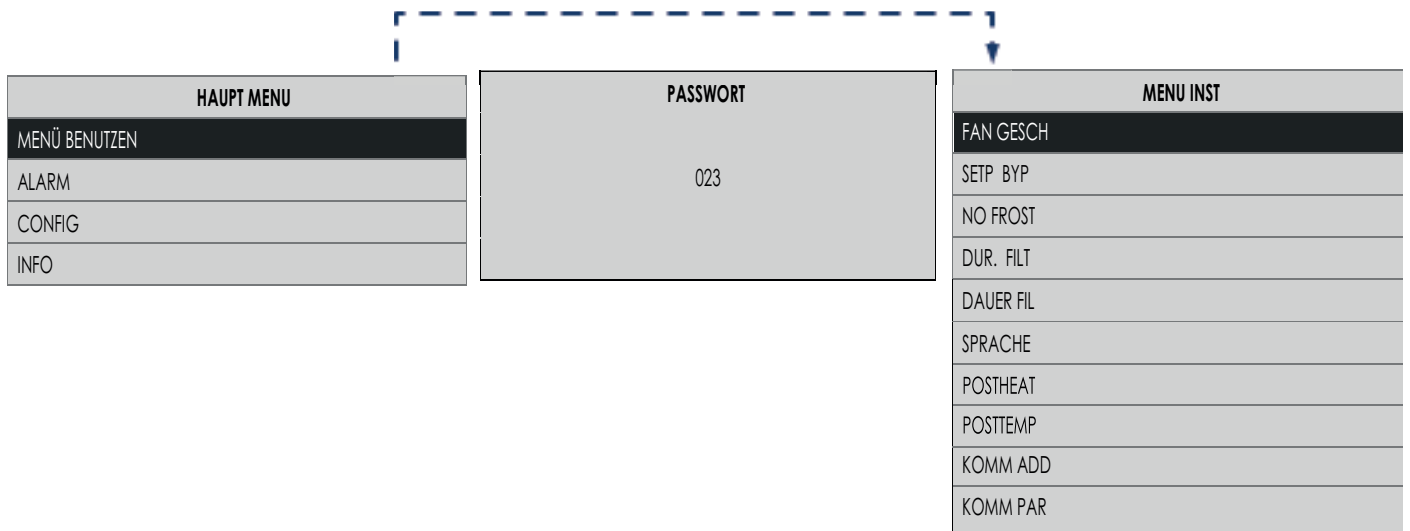 HAUPT MENU
MENÜ BENUTZEN
ALARM
CONFIG
INFO
PASSWORT
023
MENU INST
FAN GESCH
SETP BYP
NO FROST
DUR. FILT
DAUER FIL
SPRACHE
POSTHEAT
POSTTEMP
KOMM ADD
KOMM PAR